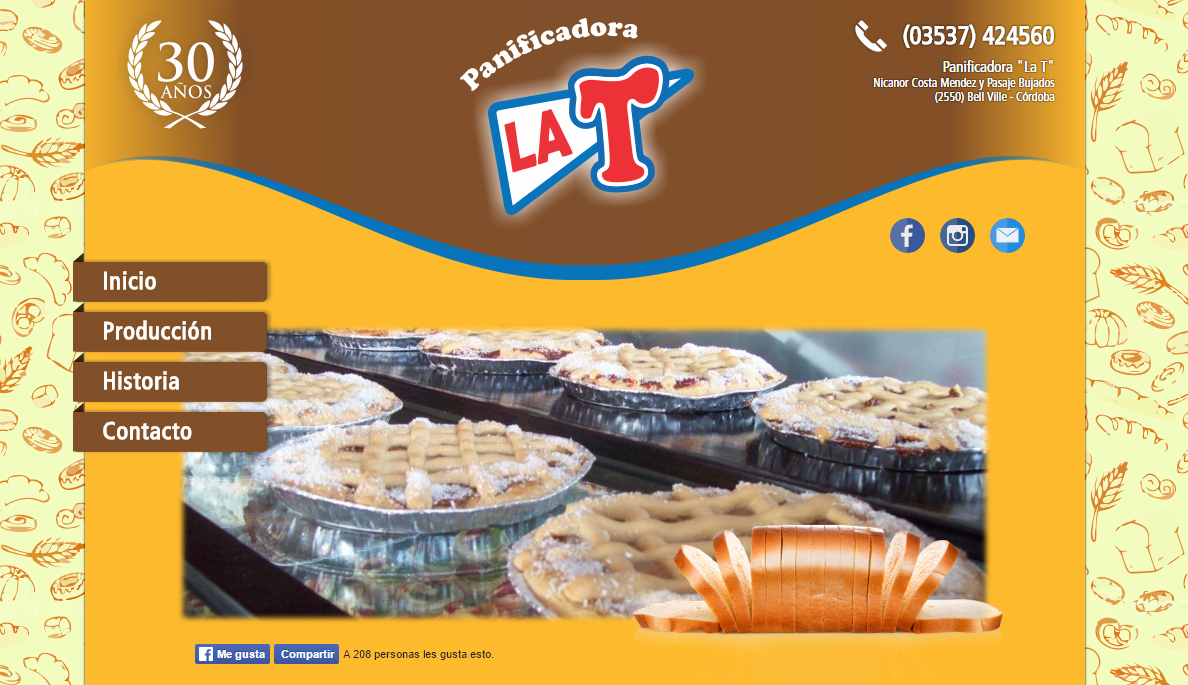 30
AÑOS
Panificadora
LA T
(03537) 424560
Panificadora "La T"
Nicanor Costa Mendez y Pasaje Bujados
(2550) Bell Ville - Córdoba
Inicio
Producción
Historia
Contacto
Me gusta Compartir A 208 personas les gusta esto.